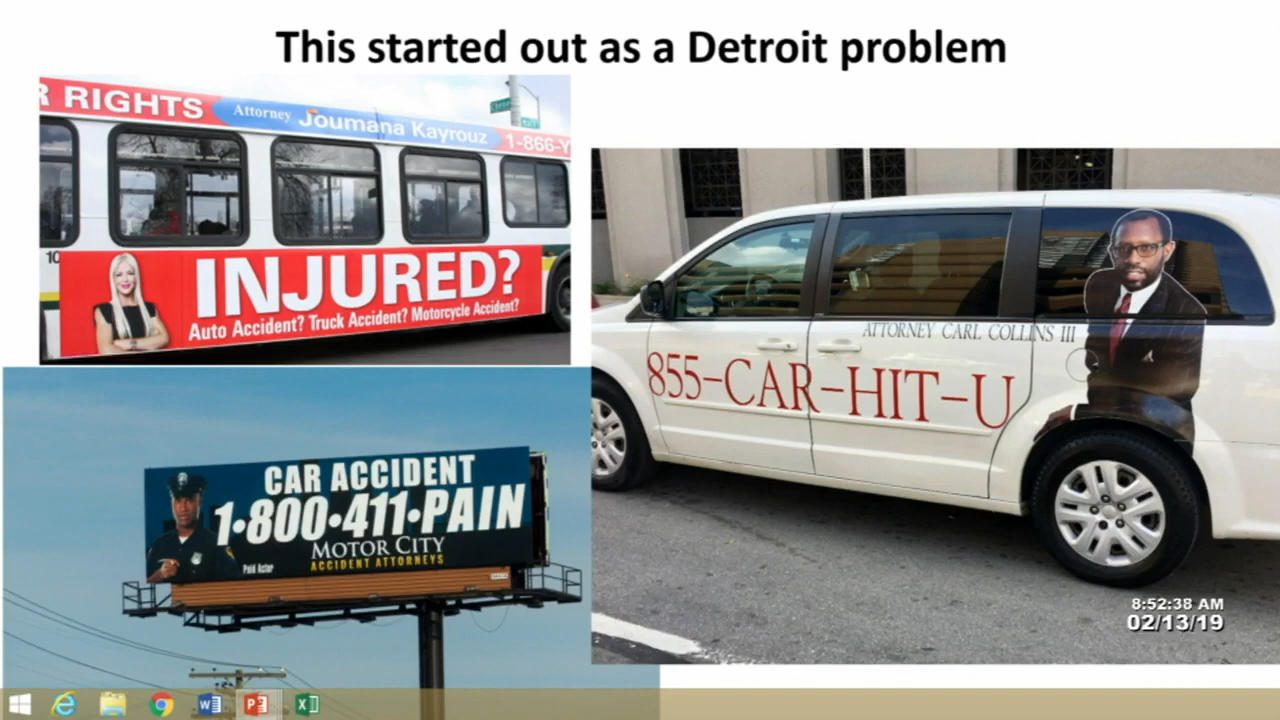 This started out as a Detroit problem
R RIGHTS Attorney Joumana Kayrouz 1-866-Y
10
INJURED?
Auto Accident? Truck Accident? Motorcycle Accident?
ATTORNEY CARL COLLINS III
855-CAR-HIT-U
CAR ACCIDENT
1•800•411•PAIN
MOTOR CITY
ACCIDENT ATTORNEYS
Paid Actor
8:52:38 AM
02/13/19